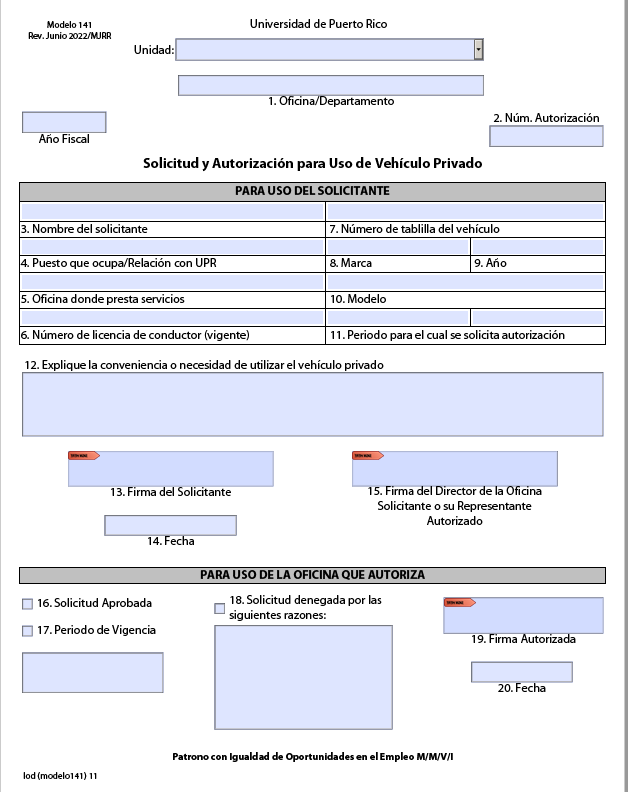 Modelo 141
Rev. Junio 2022/MJRR
Universidad de Puerto Rico
Unidad:
1. Oficina/Departamento
Año Fiscal
2. Núm. Autorización
Solicitud y Autorización para Uso de Vehículo Privado
PARA USO DEL SOLICITANTE
3. Nombre del solicitante
7. Número de tablilla del vehículo
4. Puesto que ocupa/Relación con UPR
8. Marca
9. Año
5. Oficina donde presta servicios
10. Modelo
6. Número de licencia de conductor (vigente)
11. Periodo para el cual se solicita autorización
12. Explique la conveniencia o necesidad de utilizar el vehículo privado
13. Firma del Solicitante
14. Fecha
15. Firma del Director de la Oficina
Solicitante o su Representante
Autorizado
PARA USO DE LA OFICINA QUE AUTORIZA
16. Solicitud Aprobada
17. Periodo de Vigencia
18. Solicitud denegada por las
siguientes razones:
19. Firma Autorizada
20. Fecha
Patrono con Igualdad de Oportunidades en el Empleo M/M/V/I
lod (modelo141) 11